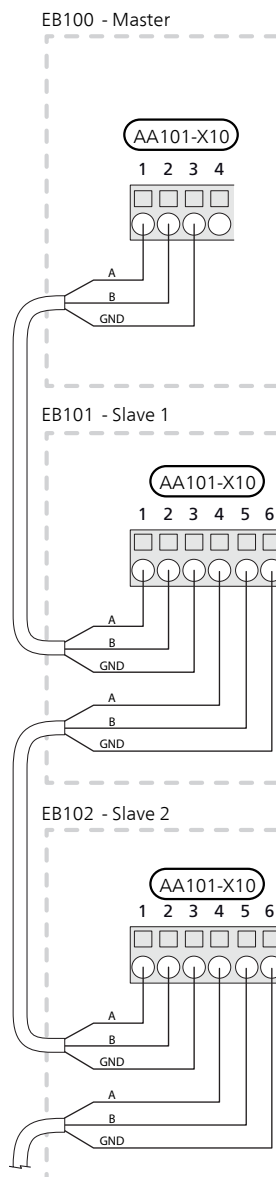 EB100 - Master
AA101-X10
1 2 3 4
A
B
GND
EB101 - Slave 1
AA101-X10
1 2 3 4 5 6
A
B
GND
A
B
GND
EB102 - Slave 2
AA101-X10
1 2 3 4 5 6
A
B
GND
A
B
GND